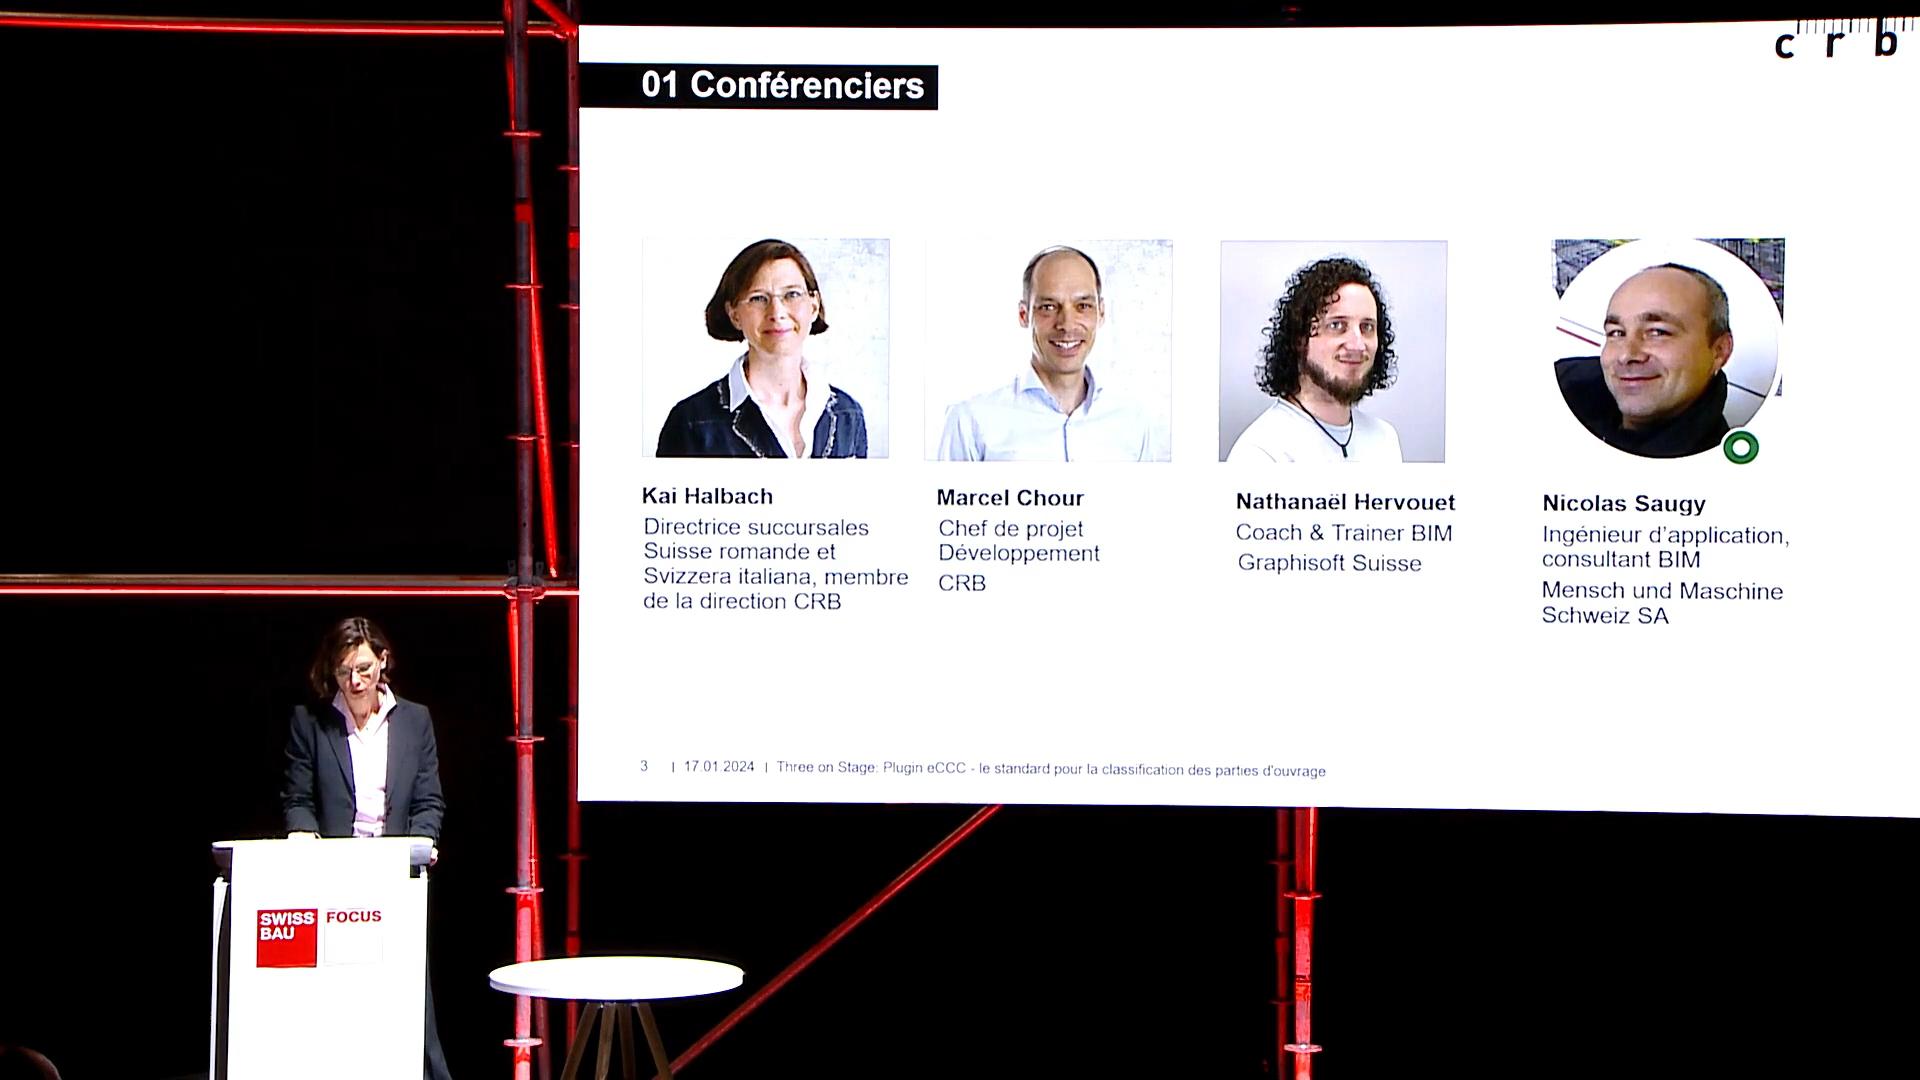 c r b
01 Conférenciers
Kai Halbach
Directrice succursales
Suisse romande et
Svizzera italiana, membre
de la direction CRB
Marcel Chour
Chef de projet
Développement
CRB
Nathanaël Hervouet
Coach & Trainer BIM
Graphisoft Suisse
Nicolas Saugy
Ingénieur d'application,
consultant BIM
Mensch und Maschine
Schweiz SA
3 | 17.01.2024 | Three on Stage: Plugin eCCC - le standard pour la classification des parties d'ouvrage
SWISS
BAU
FOCUS